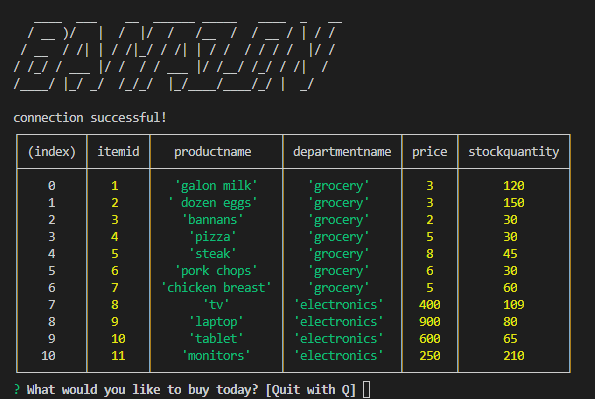 BAMAZON
connection successful!
(index) itemid productname departmentname price stockquantity
0 1 'galon milk' 'grocery' 3 120
1 2 ' dozen eggs' 'grocery' 3 150
2 3 'bannans' 'grocery' 2 30
3 4 'pizza' 'grocery' 5 30
4 5 'steak' 'grocery' 8 45
5 6 'pork chops' 'grocery' 6 30
6 7 'chicken breast' 'grocery' 5 60
7 8 'tv' 'electronics' 400 109
8 9 'laptop' 'electronics' 900 80
9 10 'tablet' 'electronics' 600 65
10 11 'monitors' 'electronics' 250 210
? What would you like to buy today? [Quit with Q]